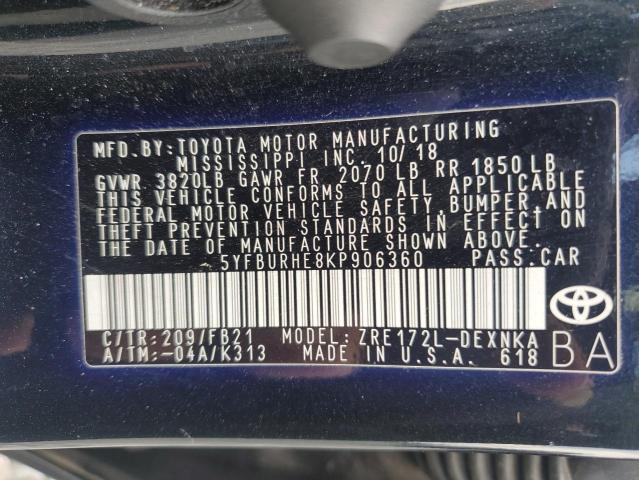 MFD.BY: TOYOTA MOTOR MANUFACTURING
MISSISSIPPI INC. 10/18
GVWR 3820LB GAWR FR 2070 LB RR 1850LB
THIS VEHICLE CONFORMS TO ALL APPLICABLE
FEDERAL MOTOR VEHICLE SAFETY, BUMPER, AND
THEFT PREVENTION STANDARDS IN EFFECT ON
THE DATE OF MANUFACTURE SHOWN ABOVE.
5YFBURHE8KP906360 PASS.CAR
C/TR: 209/FB21 MODEL: ZRE172L-DEXNKA
A/TM: -04A/K313 MADE IN U.S.A. 618
BA